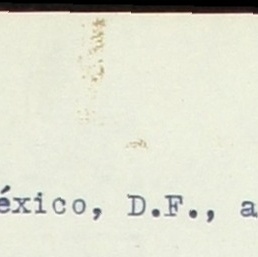 éxico, D.F., a